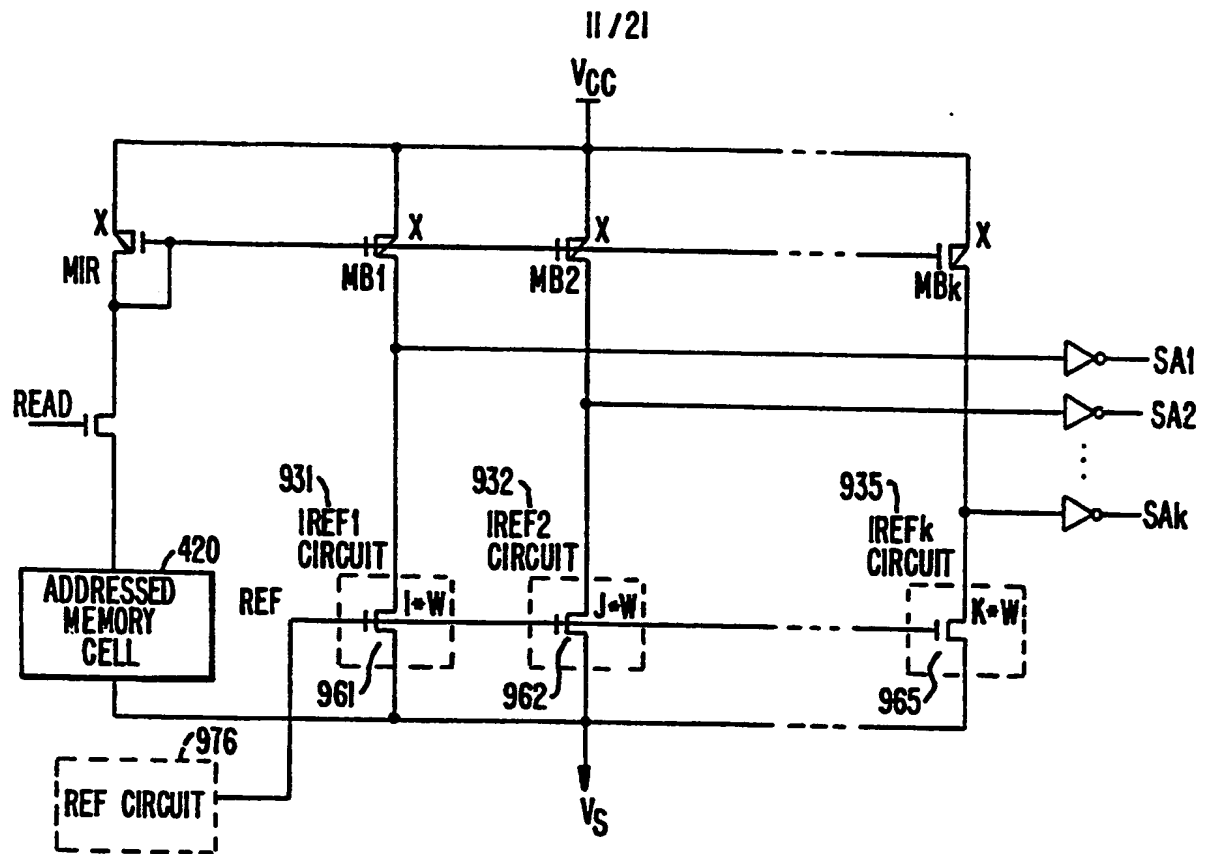 11/21
VCC
X
X
X
X
MIR
MB1
MB2
MBk
SA1
READ
SA2
931
IREF1
CIRCUIT
932
IREF2
CIRCUIT
935
IREFk
CIRCUIT
SAk
420
ADDRESSED
MEMORY
CELL
REF
I*W
J*W
K*W
961
962
965
976
REF CIRCUIT
VS